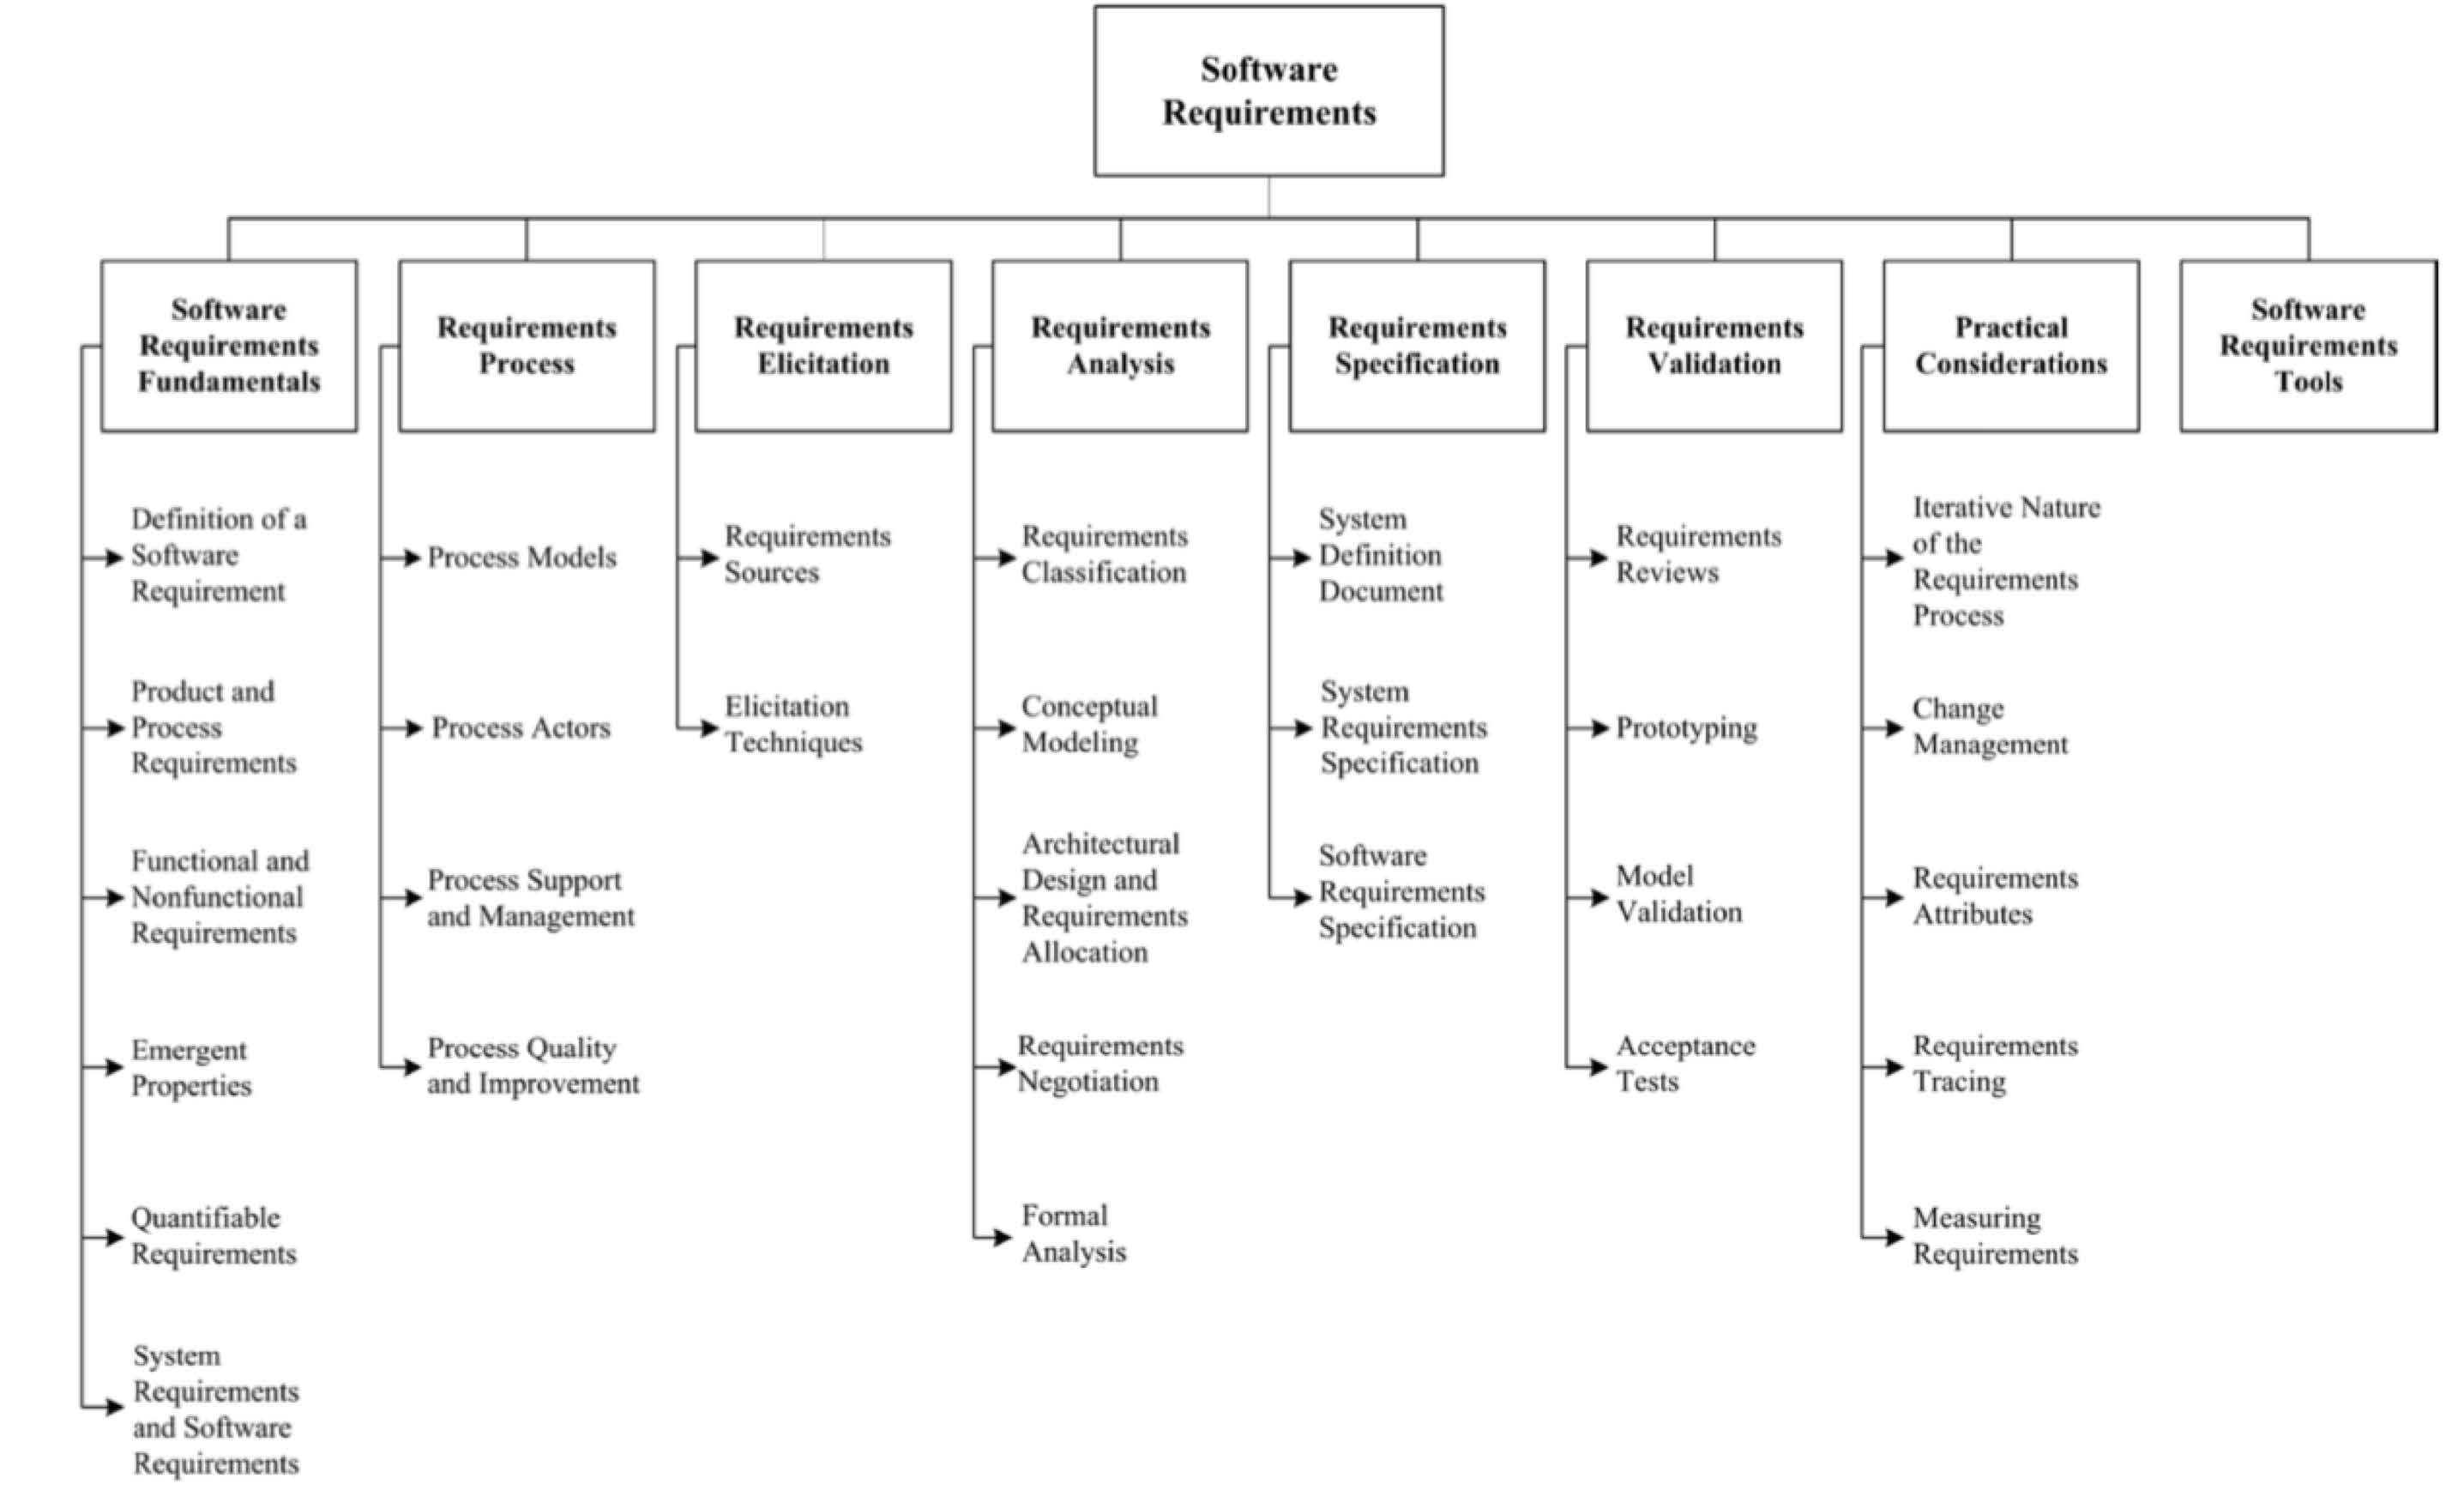 Software
Requirements
Software
Requirements
Fundamentals
Requirements
Process
Requirements
Elicitation
Requirements
Analysis
Requirements
Specification
Requirements
Validation
Practical
Considerations
Software
Requirements
Tools
Definition of a
Software
Requirement
Product and
Process
Requirements
Functional and
Nonfunctional
Requirements
Emergent
Properties
Quantifiable
Requirements
System
Requirements
and Software
Requirements
Process Models
Process Actors
Process Support
and Management
Process Quality
and Improvement
Requirements
Sources
Elicitation
Techniques
Requirements
Classification
Conceptual
Modeling
Architectural
Design and
Requirements
Allocation
Requirements
Negotiation
Formal
Analysis
System
Definition
Document
System
Requirements
Specification
Software
Requirements
Specification
Requirements
Reviews
Prototyping
Model
Validation
Acceptance
Tests
Iterative Nature
of the
Requirements
Process
Change
Management
Requirements
Attributes
Requirements
Tracing
Measuring
Requirements